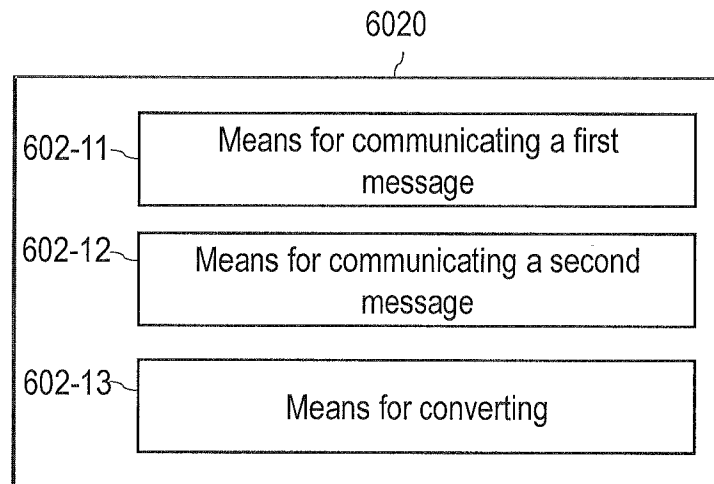 6020
602-11
Means for communicating a first
message
602-12
Means for communicating a second
message
602-13
Means for converting